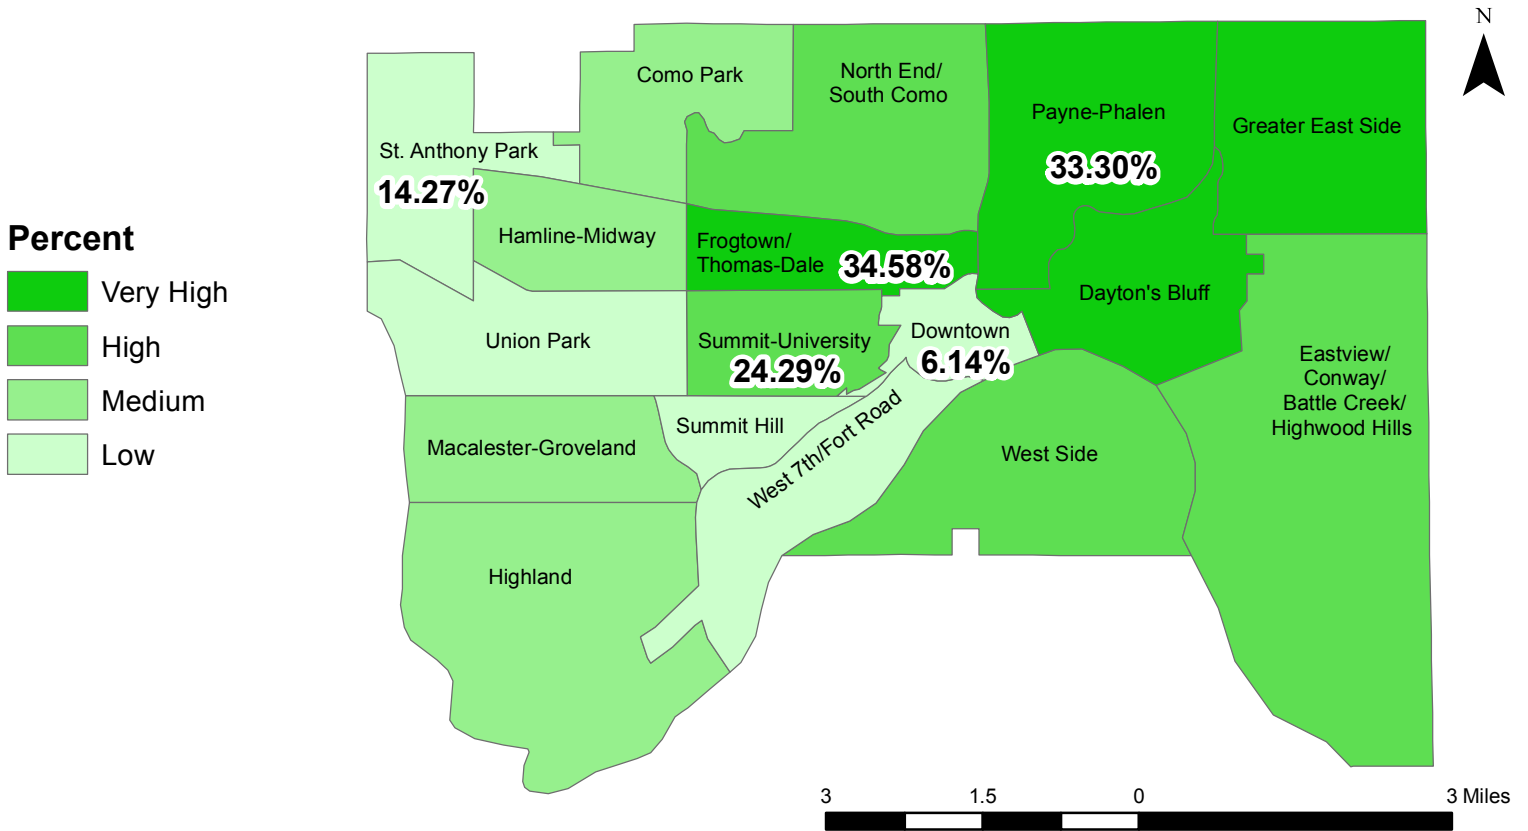 N
Como Park
North End/
South Como
Payne-Phalen
33.30%
Greater East Side
St. Anthony Park
14.27%
Hamline-Midway
Frogtown/
Thomas-Dale
34.58%
Dayton's Bluff
Percent
Very High
High
Medium
Low
Union Park
Summit-University
24.29%
Downtown
6.14%
Eastview/
Conway/
Battle Creek/
Highwood Hills
Macalester-Groveland
Summit Hill
West 7th/Fort Road
West Side
Highland
3 1.5 0 3 Miles